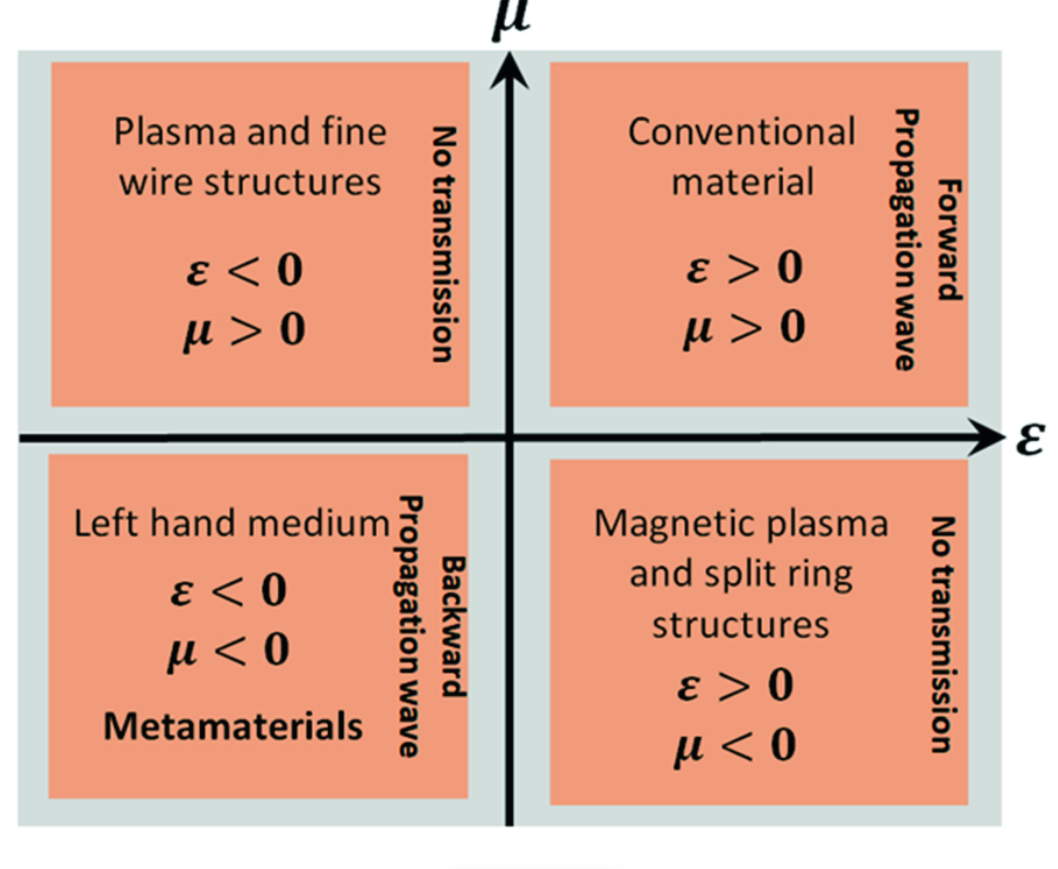 μ
Plasma and fine
wire structures
ε < 0
μ > 0
No transmission
Conventional
material
ε > 0
μ > 0
Forward
Propagation wave
ε
Left hand medium
ε < 0
μ < 0
Metamaterials
Backward
Propagation wave
Magnetic plasma
and split ring
structures
ε > 0
μ < 0
No transmission